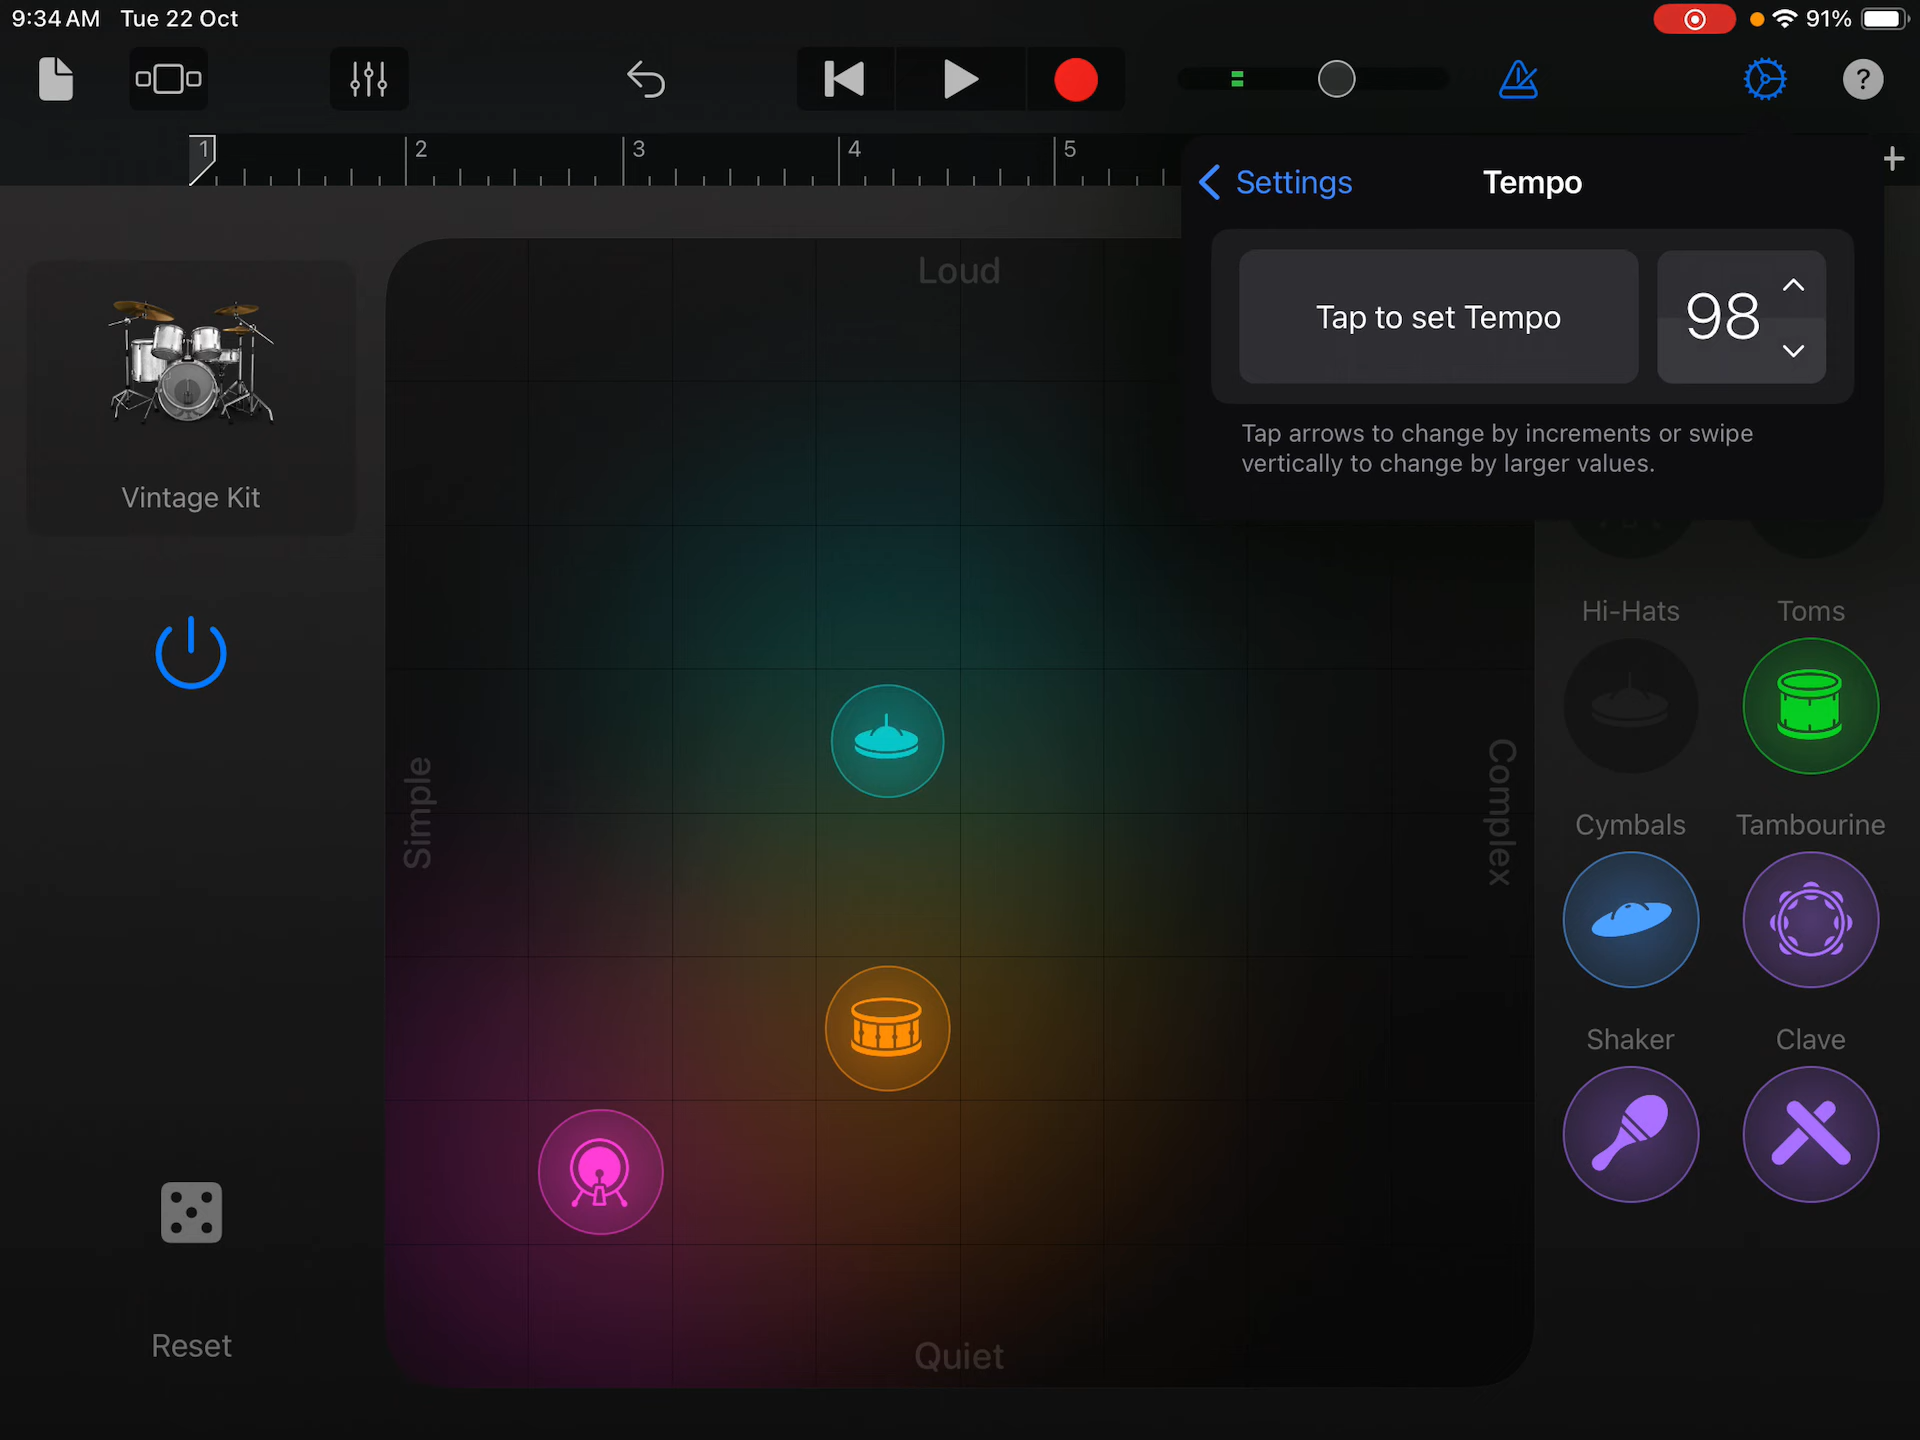 9:34 AM Tue 22 Oct
91%
?
1
2
3
4
5
+
Settings
Tempo
Loud
Tap to set Tempo
98
Tap arrows to change by increments or swipe
vertically to change by larger values.
Vintage Kit
Hi-Hats
Toms
Simple
Complex
Cymbals
Tambourine
Shaker
Clave
Reset
Quiet